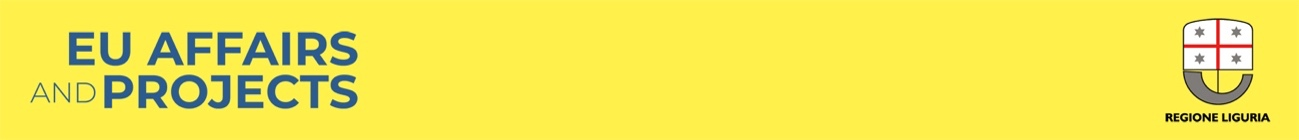 EU AFFAIRS
AND PROJECTS
REGIONE LIGURIA